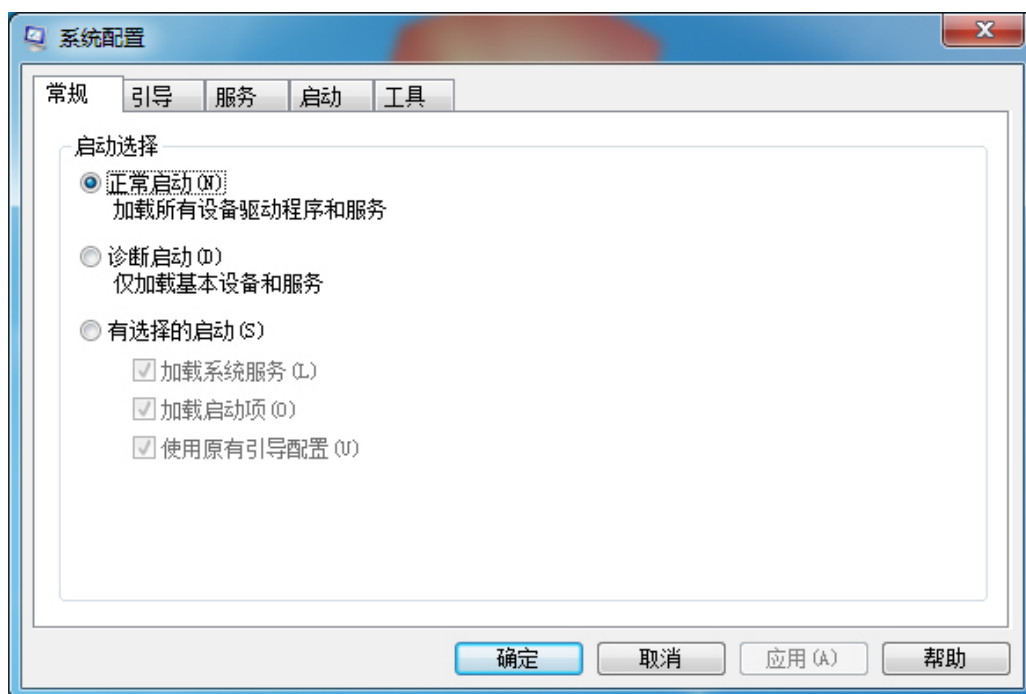 系统配置
常规 引导 服务 启动 工具
启动选择
正常启动(N)
加载所有设备驱动程序和服务
诊断启动(D)
仅加载基本设备和服务
有选择的启动(S)
加载系统服务(L)
加载启动项(O)
使用原有引导配置(U)
确定 取消 应用(A) 帮助